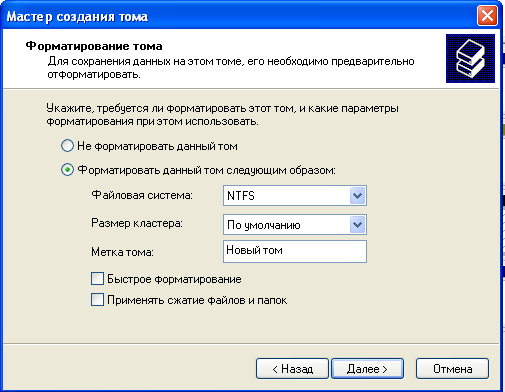 Мастер создания тома
Форматирование тома
Для сохранения данных на этом томе, его необходимо предварительно
отформатировать.
Укажите, требуется ли форматировать этот том, и какие параметры
форматирования при этом использовать.
Не форматировать данный том
Форматировать данный том следующим образом:
Файловая система: NTFS
Размер кластера: По умолчанию
Метка тома: Новый том
Быстрое форматирование
Применять сжатие файлов и папок
< Назад Далее > Отмена